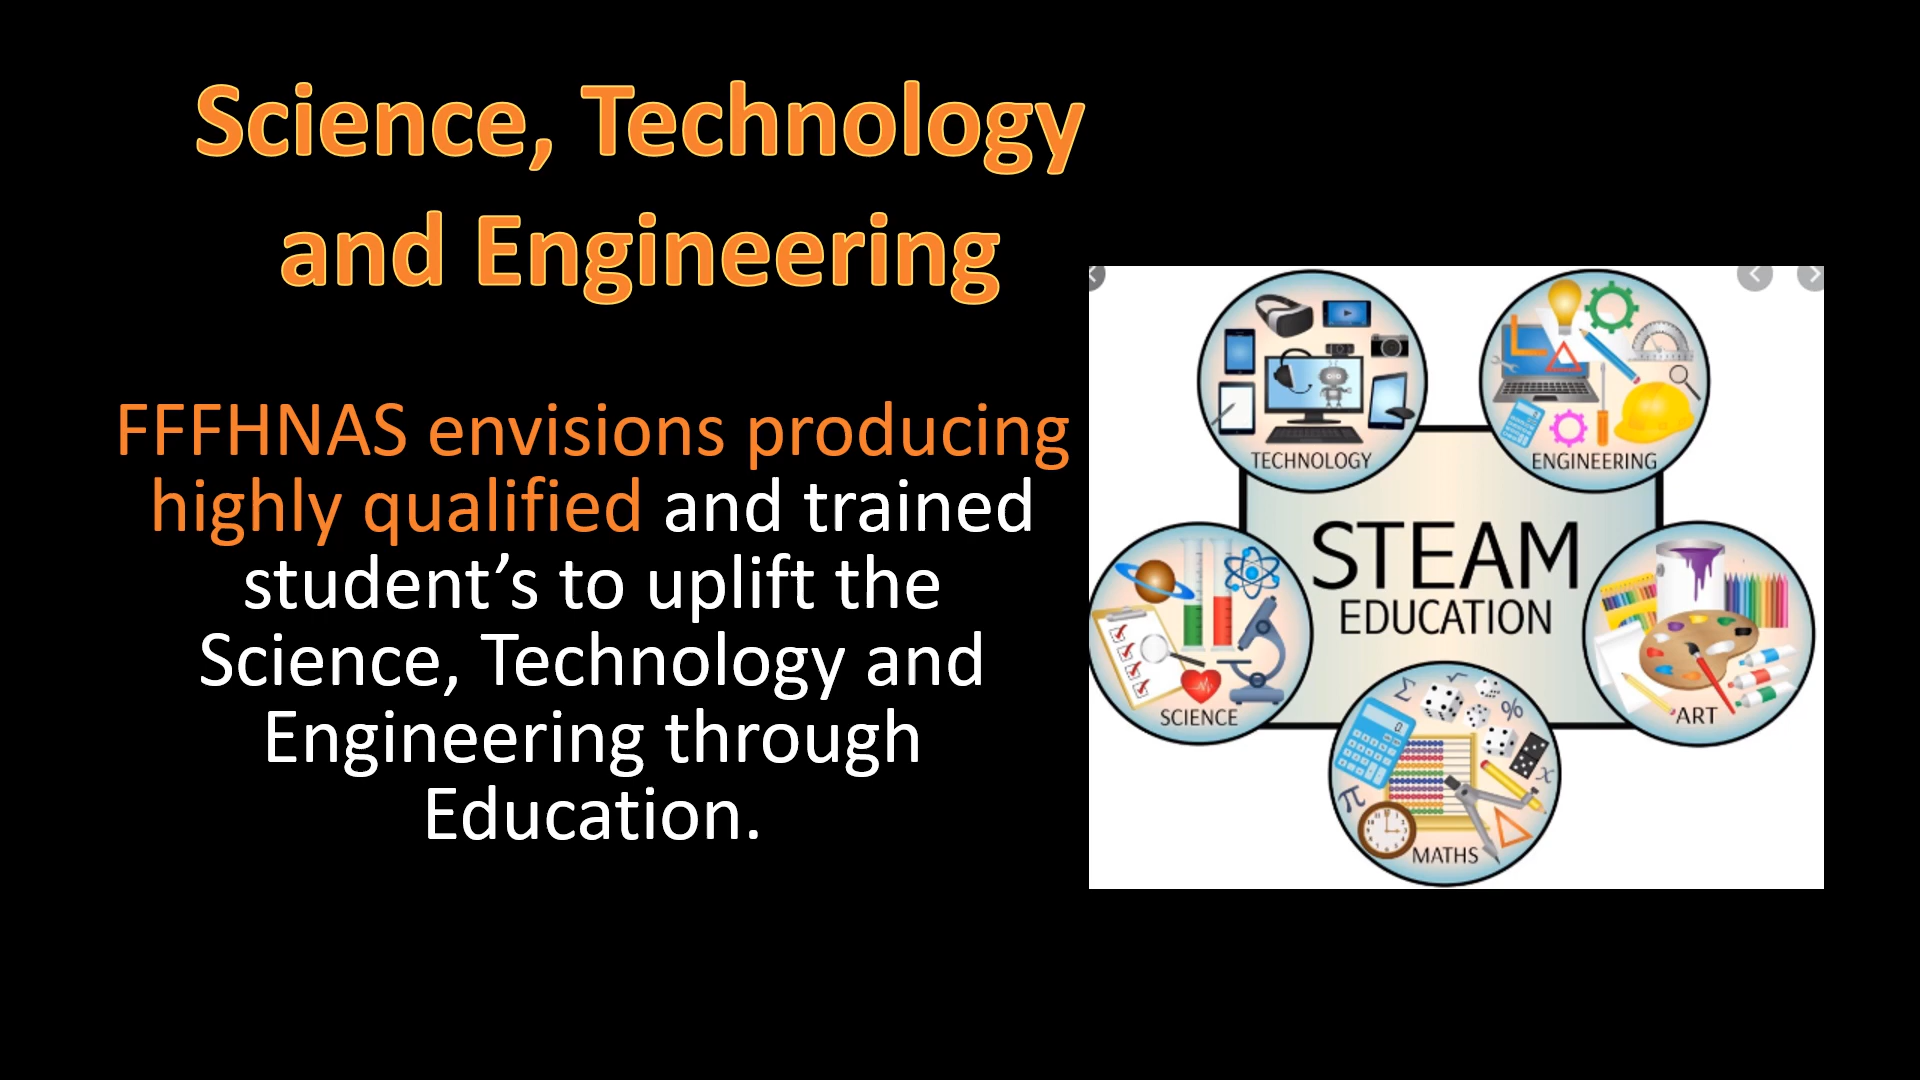 Science, Technology
and Engineering
FFFHNAS envisions producing
highly qualified and trained
student’s to uplift the
Science, Technology and
Engineering through
Education.
TECHNOLOGY
ENGINEERING
STEAM
EDUCATION
SCIENCE
ART
MATHS
Σ
√
%
x
π